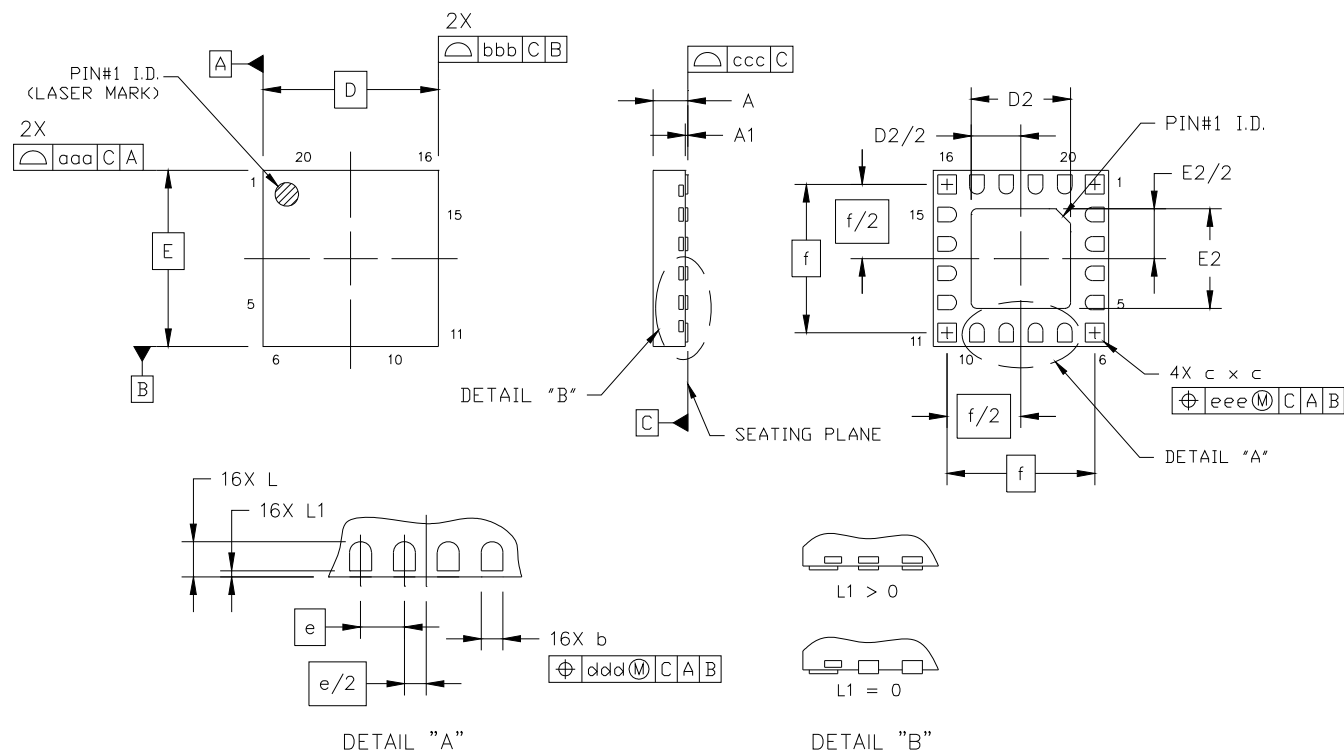 2X
bbb C B
A
D
PIN#1 I.D.
(LASER MARK)
2X
aaa C A
20
16
1
15
E
5
11
B
6
10
ccc C
A
A1
DETAIL "B"
C
SEATING PLANE
D2
D2/2
PIN#1 I.D.
16
20
1
E2/2
15
f/2
f
E2
5
11
10
6
4X c x c
eee Ⓜ C A B
f/2
DETAIL "A"
f
16X L
16X L1
e
16X b
ddd Ⓜ C A B
e/2
DETAIL "A"
L1 > 0
L1 = 0
DETAIL "B"